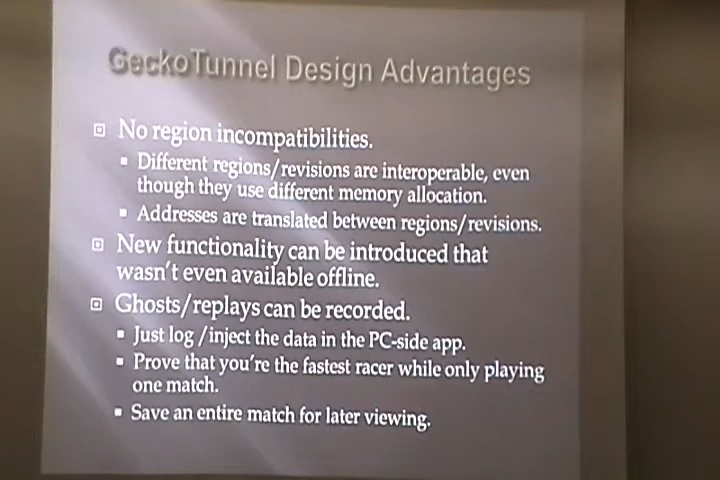 GeckoTunnel Design Advantages
No region incompatibilities.
Different regions/revisions are interoperable, even
though they use different memory allocation.
Addresses are translated between regions/revisions.
New functionality can be introduced that
wasn't even available offline.
Ghosts/replays can be recorded.
Just log /inject the data in the PC-side app.
Prove that you're the fastest racer while only playing
one match.
Save an entire match for later viewing.